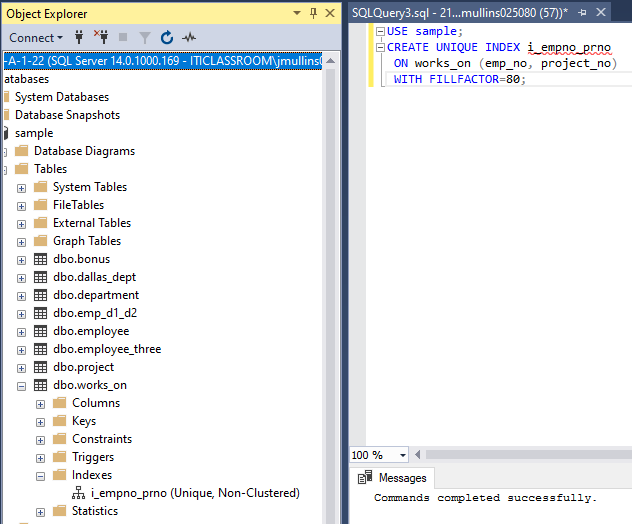 Object Explorer
Connect
-A-1-22 (SQL Server 14.0.1000.169 - ITICLASSROOM\jmullins0
atabases
System Databases
Database Snapshots
sample
Database Diagrams
Tables
System Tables
FileTables
External Tables
Graph Tables
dbo.bonus
dbo.dallas_dept
dbo.department
dbo.emp_d1_d2
dbo.employee
dbo.employee_three
dbo.project
dbo.works_on
Columns
Keys
Constraints
Triggers
Indexes
i_empno_prno (Unique, Non-Clustered)
Statistics
SQLQuery3.sql - 21...mullins025080 (57))*
USE sample;
CREATE UNIQUE INDEX i_empno_prno
ON works_on (emp_no, project_no)
WITH FILLFACTOR=80;
100 %
Messages
Commands completed successfully.